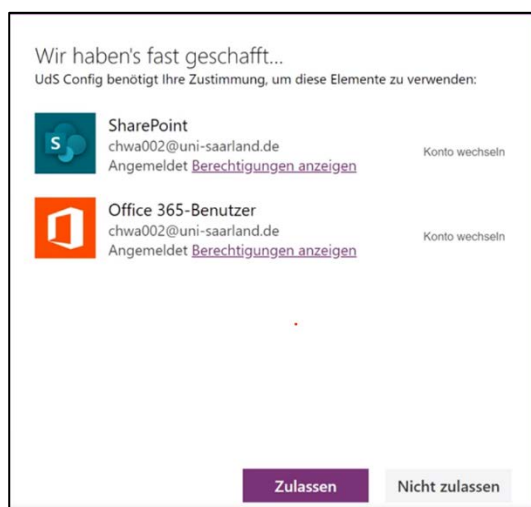 Wir haben's fast geschafft...
UdS Config benötigt Ihre Zustimmung, um diese Elemente zu verwenden:
S
SharePoint
chwa002@uni-saarland.de
Angemeldet Berechtigungen anzeigen
Konto wechseln
Office 365-Benutzer
chwa002@uni-saarland.de
Angemeldet Berechtigungen anzeigen
Konto wechseln
Zulassen
Nicht zulassen